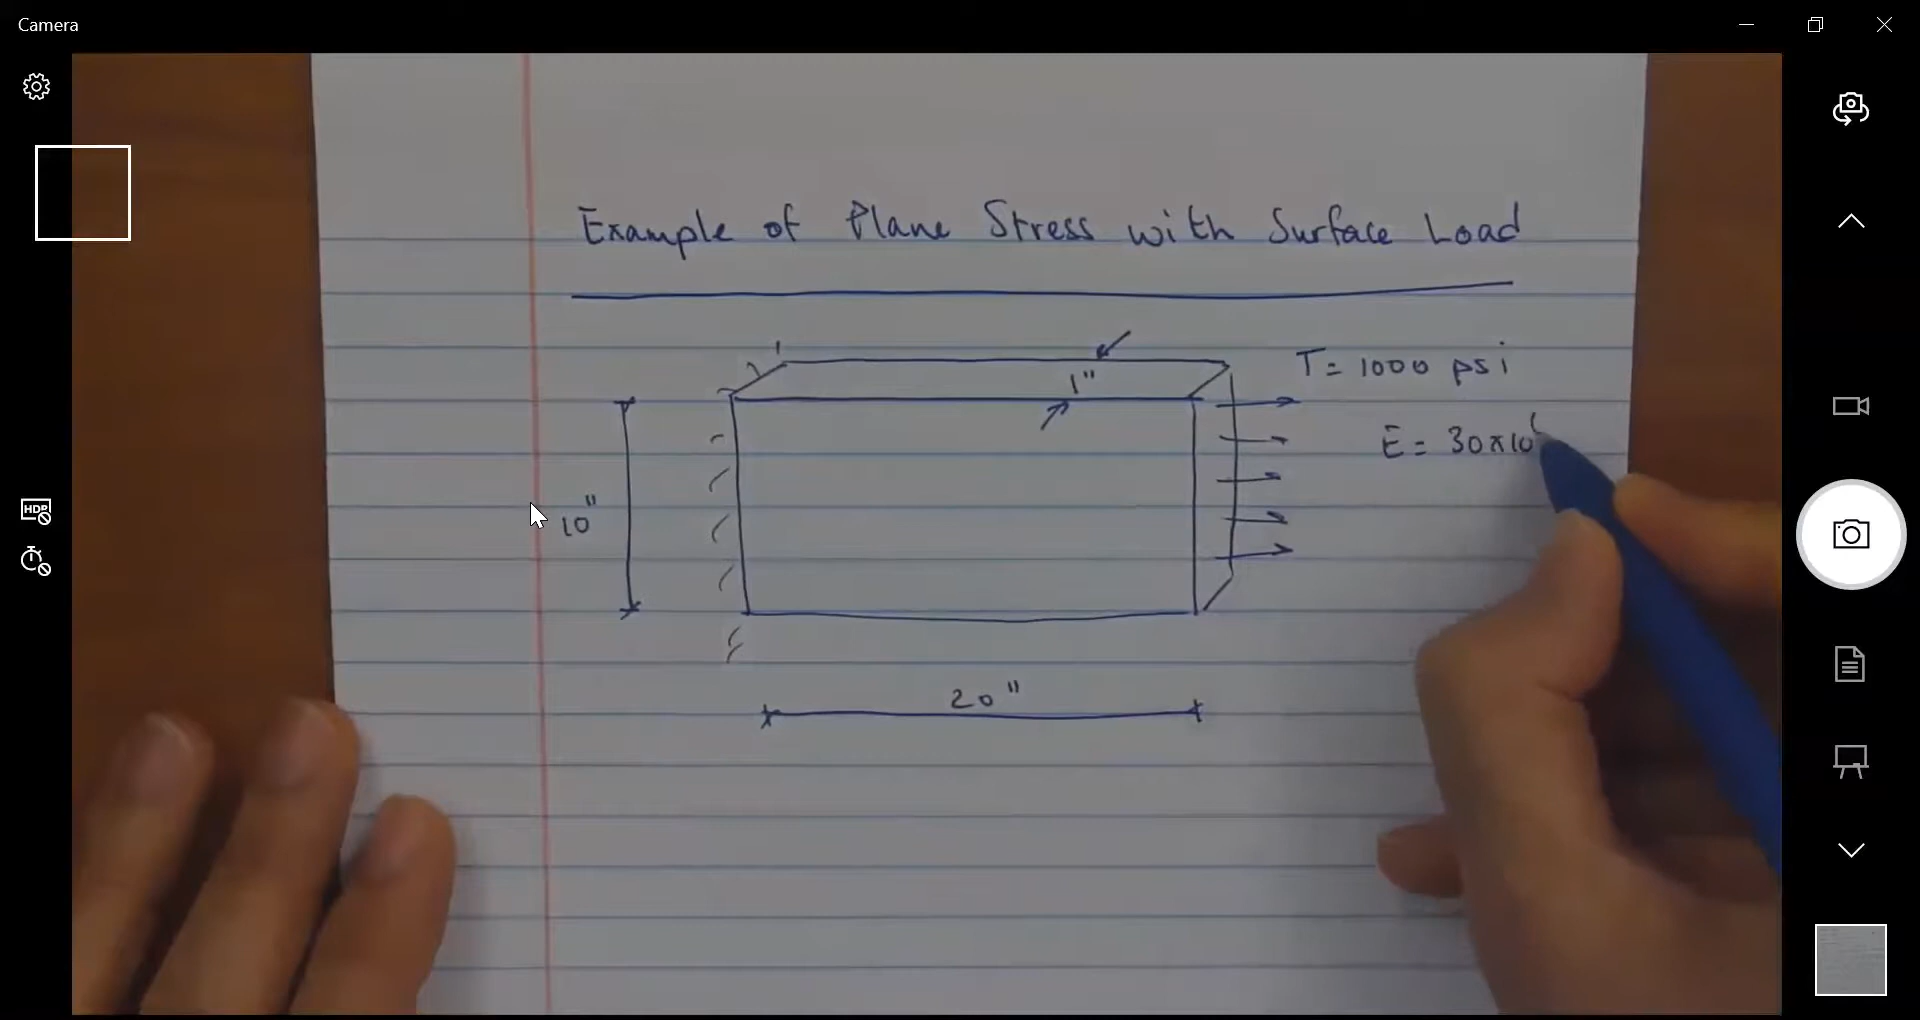 Camera
Example of Plane Stress with Surface Load
T = 1000 psi
1"
E = 30x10
10"
20"